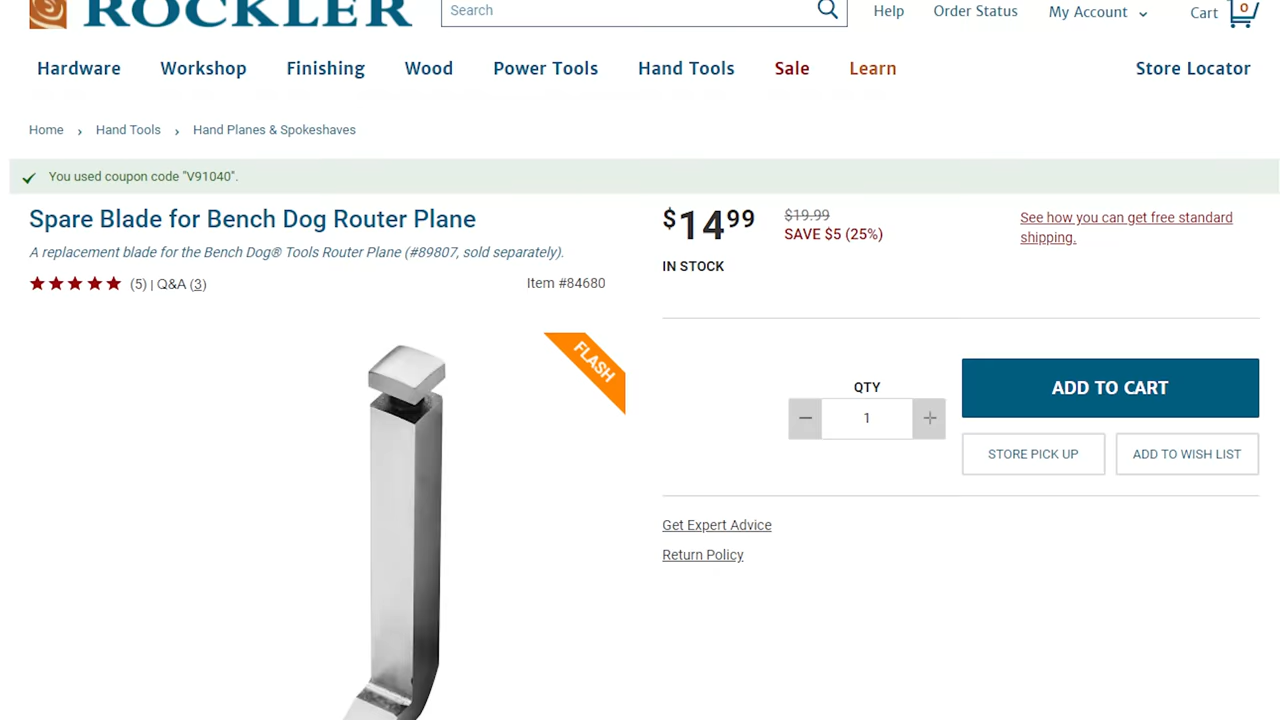 ROCKLER
Search
Help Order Status My Account Cart 0
Hardware Workshop Finishing Wood Power Tools Hand Tools Sale Learn Store Locator
Home › Hand Tools › Hand Planes & Spokeshaves
You used coupon code "V91040".
Spare Blade for Bench Dog Router Plane
A replacement blade for the Bench Dog® Tools Router Plane (#89807, sold separately).
(5) | Q&A (3)
Item #84680
FLASH
$1499
$19.99
SAVE $5 (25%)
See how you can get free standard
shipping.
IN STOCK
QTY
− 1 +
ADD TO CART
STORE PICK UP
ADD TO WISH LIST
Get Expert Advice
Return Policy